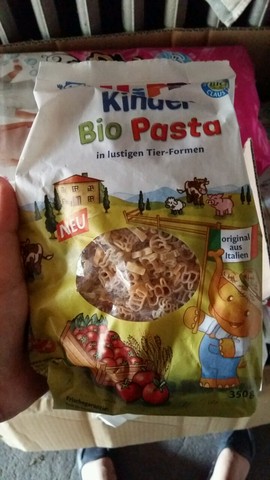 Kinder
Bio Pasta
in lustigen Tier-Formen
NEU
original
aus
Italien
350g